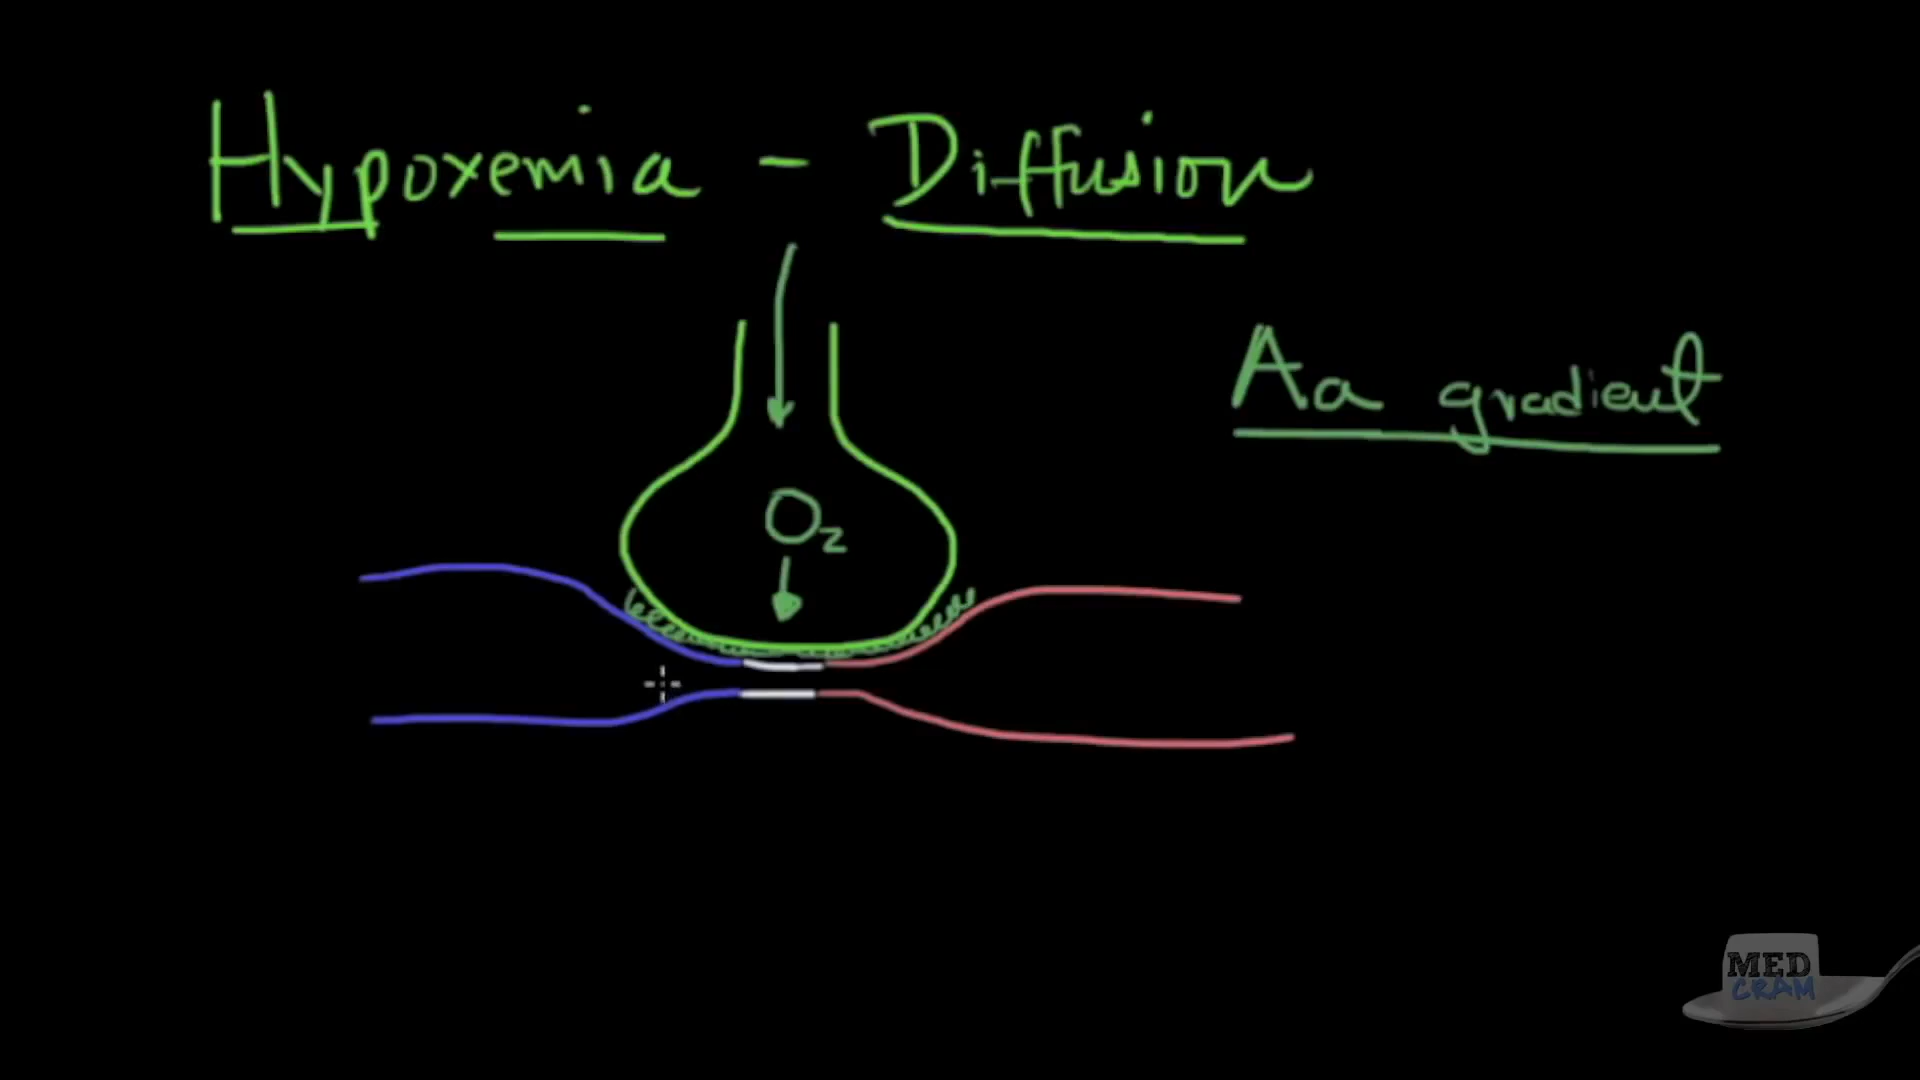 Hypoxemia - Diffusion
Aa gradient
O2
MED
CRAM